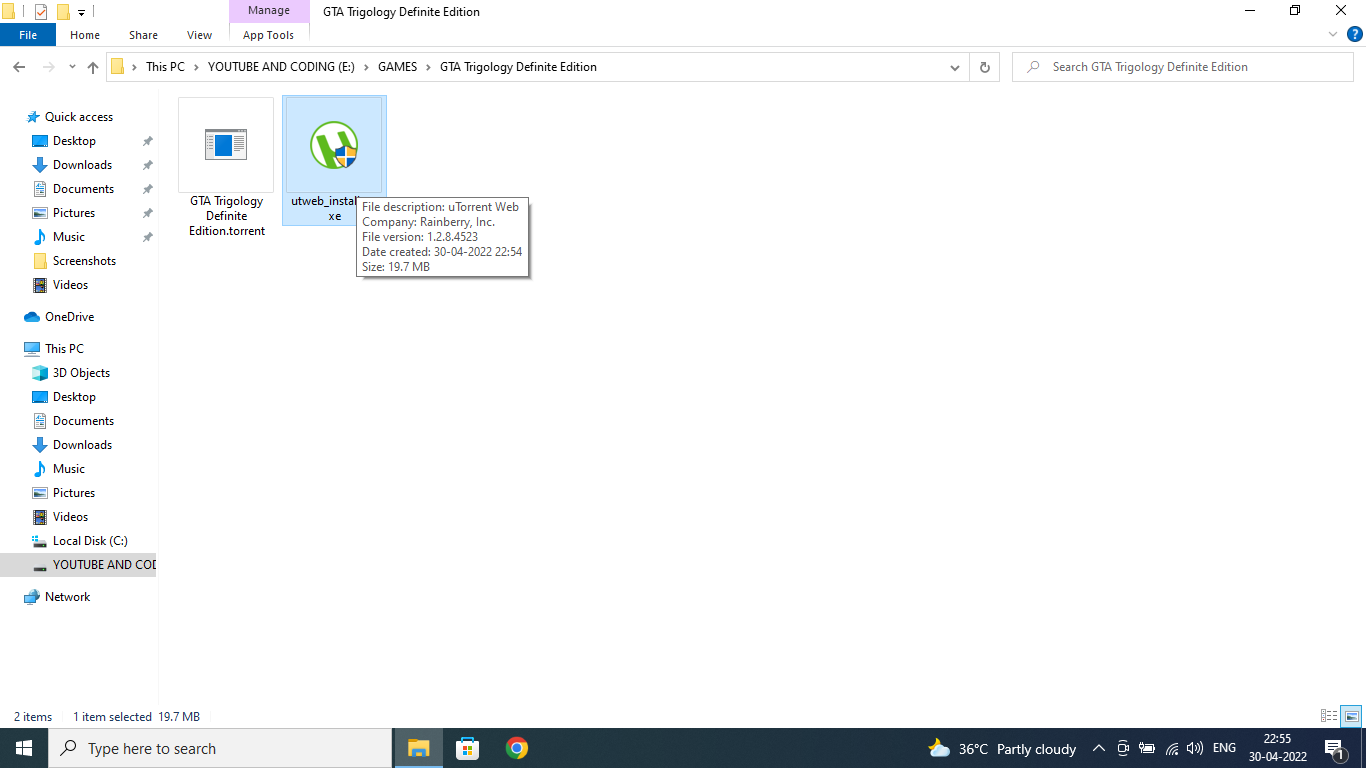 Manage
GTA Trigology Definite Edition
File
Home
Share
View
App Tools
This PC
YOUTUBE AND CODING (E:)
GAMES
GTA Trigology Definite Edition
Search GTA Trigology Definite Edition
Quick access
Desktop
Downloads
Documents
Pictures
Music
Screenshots
Videos
OneDrive
This PC
3D Objects
Desktop
Documents
Downloads
Music
Pictures
Videos
Local Disk (C:)
YOUTUBE AND COD
Network
GTA Trigology
Definite
Edition.torrent
utweb_instal
xe
File description: uTorrent Web
Company: Rainberry, Inc.
File version: 1.2.8.4523
Date created: 30-04-2022 22:54
Size: 19.7 MB
2 items
1 item selected 19.7 MB
Type here to search
36°C Partly cloudy
ENG
22:55
30-04-2022
1